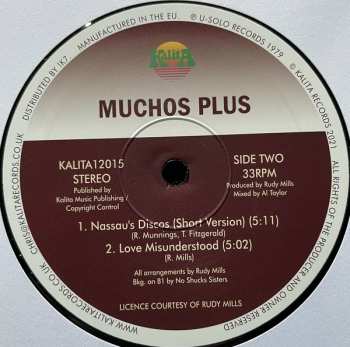 DISTRIBUTED BY !K7. MANUFACTURED IN THE EU. ℗ U-SOLO RECORDS 1979 © KALITA RECORDS 2021 ALL RIGHTS OF THE PRODUCER AND OWNER RESERVED
WWW.KALITARECORDS.CO.UK CHRIS@KALITARECORDS.CO.UK
KALITA
MUCHOS PLUS
KALITA12015
STEREO
Published by
Kalita Music Publishing /
Copyright Control
SIDE TWO
33RPM
Produced by Rudy Mills
Mixed by Al Taylor
1. Nassau's Discos (Short Version) (5:11)
(R. Munnings, T. Fitzgerald)
2. Love Misunderstood (5:02)
(R. Mills)
All arrangements by Rudy Mills
Bkg. on B1 by No Shucks Sisters
LICENCE COURTESY OF RUDY MILLS